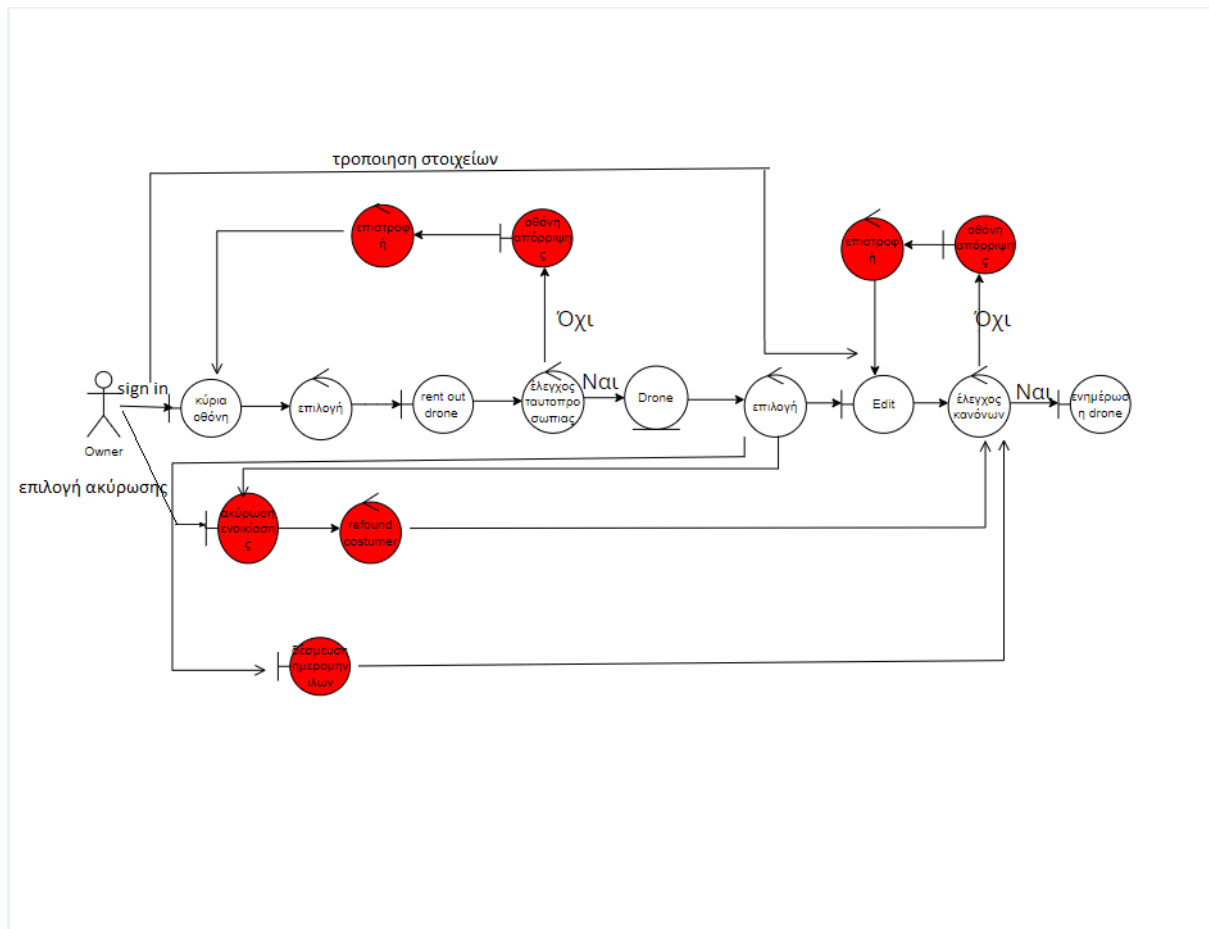 τροποιηση στοιχείων
επιστροφ
ή
οθόνη
απόρριψη
ς
επιστροφ
ή
οθόνη
απόρριψη
ς
Όχι
Όχι
sign in
κύρια
οθόνη
επιλογή
rent out
drone
έλεγχος
ταυτοπρο
σωπιας
Ναι
Drone
επιλογή
Edit
έλεγχος
κανόνων
Ναι
ενημέρωσ
η drone
Owner
επιλογή ακύρωσης
ακύρωση
ενοικίαση
ς
refound
costumer
δέσμευση
ημερομην
ιλων